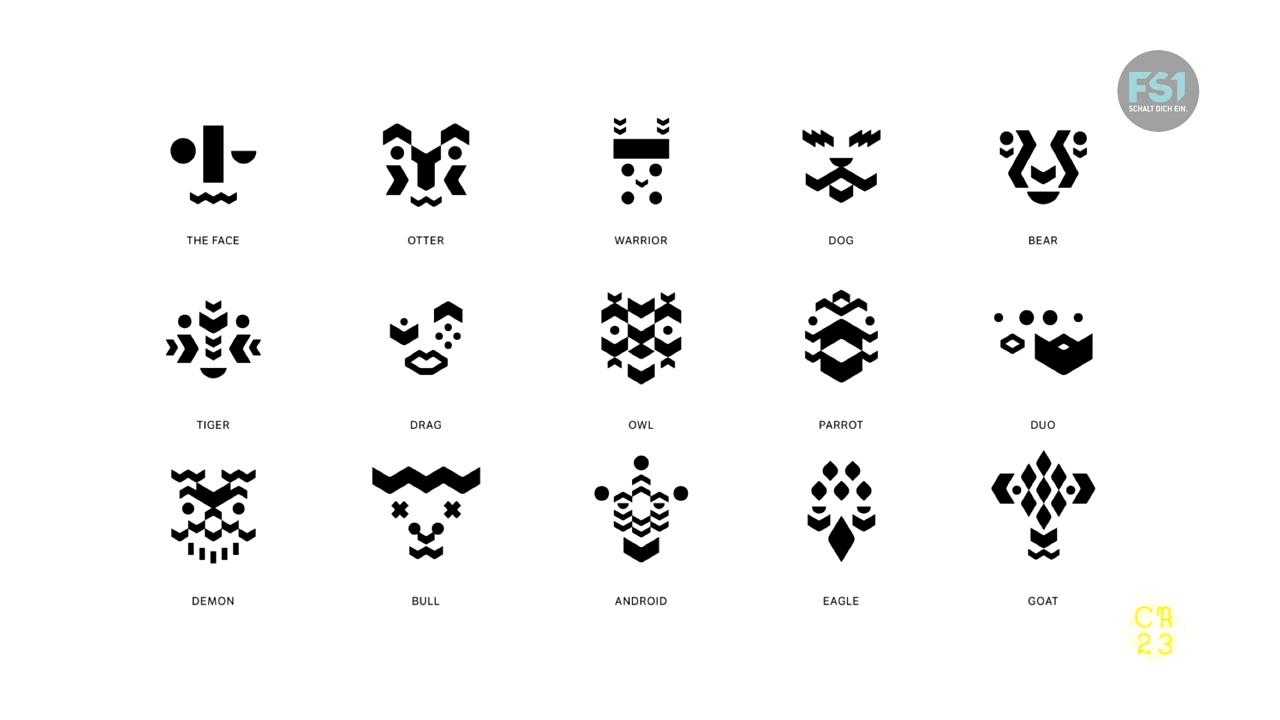 FS1
SCHALT DICH EIN.
THE FACE
OTTER
WARRIOR
DOG
BEAR
TIGER
DRAG
OWL
PARROT
DUO
DEMON
BULL
ANDROID
EAGLE
GOAT
CR
23